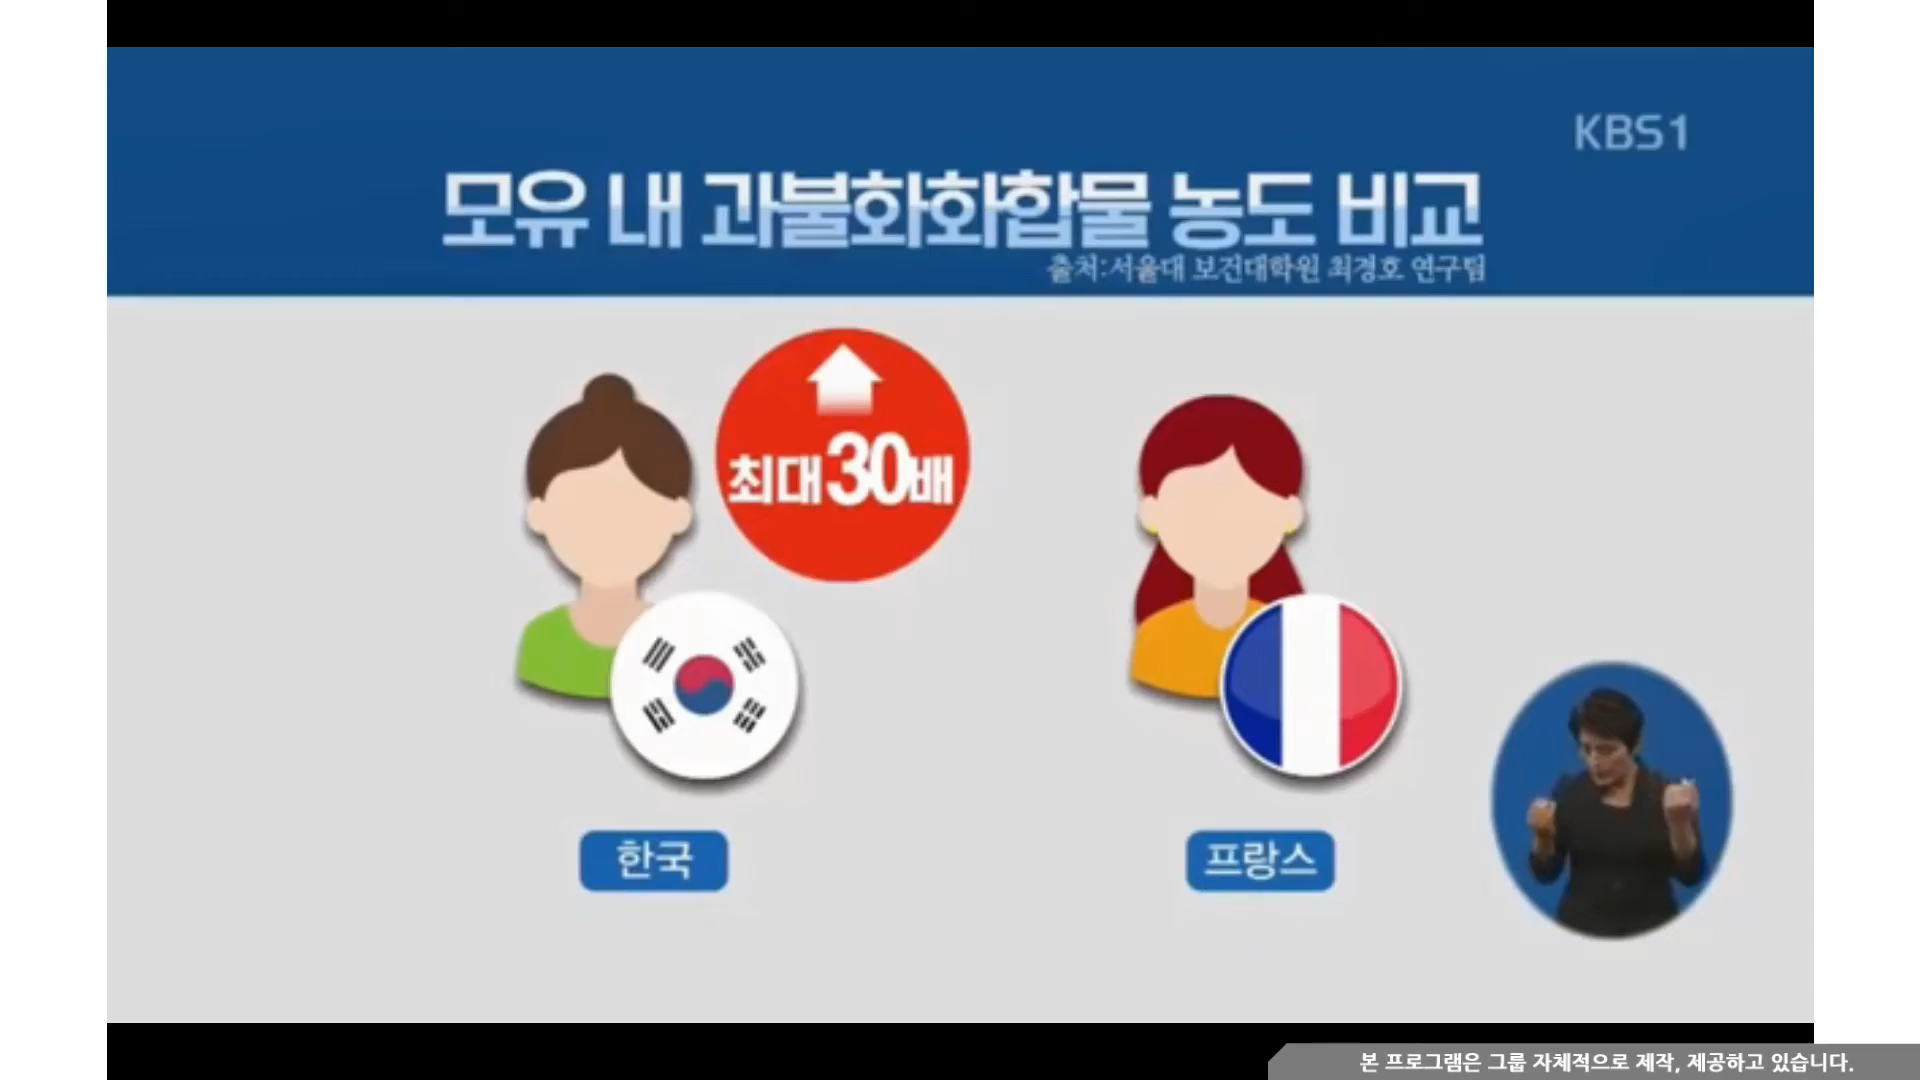 KBS1
모유 내 과불화화합물 농도 비교
출처:서울대 보건대학원 최경호 연구팀
최대30배
한국
프랑스
본 프로그램은 그룹 자체적으로 제작, 제공하고 있습니다.